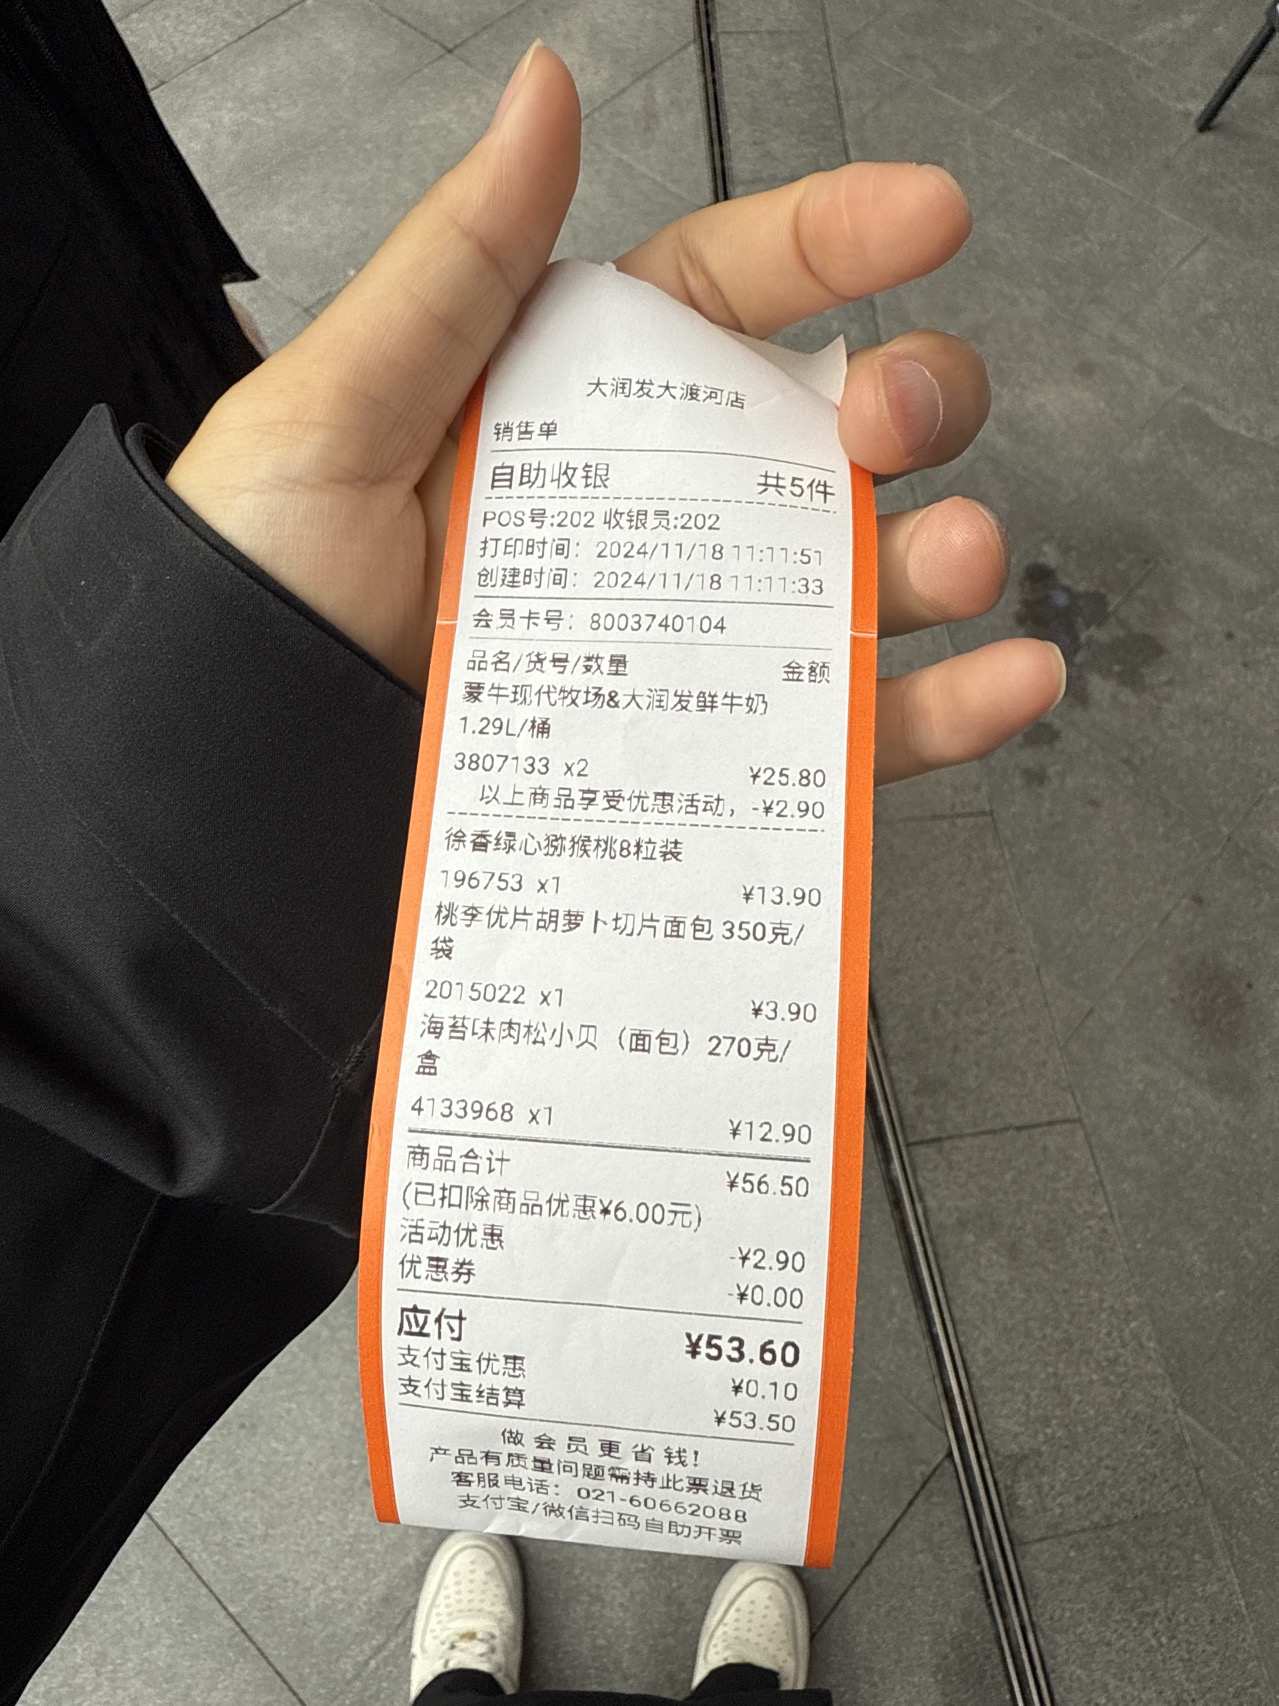 大润发大渡河店
销售单
自助收银 共5件
POS号:202 收银员:202
打印时间: 2024/11/18 11:11:51
创建时间: 2024/11/18 11:11:33
会员卡号: 8003740104
品名/货号/数量 金额
蒙牛现代牧场&大润发鲜牛奶
1.29L/桶
3807133 x2 ¥25.80
以上商品享受优惠活动, -¥2.90
徐香绿心猕猴桃8粒装
196753 x1 ¥13.90
桃李优片胡萝卜切片面包 350克/
袋
2015022 x1 ¥3.90
海苔味肉松小贝 (面包) 270克/
盒
4133968 x1 ¥12.90
商品合计 ¥56.50
(已扣除商品优惠¥6.00元)
活动优惠 -¥2.90
优惠券 -¥0.00
应付 ¥53.60
支付宝优惠 ¥0.10
支付宝结算 ¥53.50
做会员更省钱!
产品有质量问题需持此票退货
客服电话: 021-60662088
支付宝/微信扫码自助开票